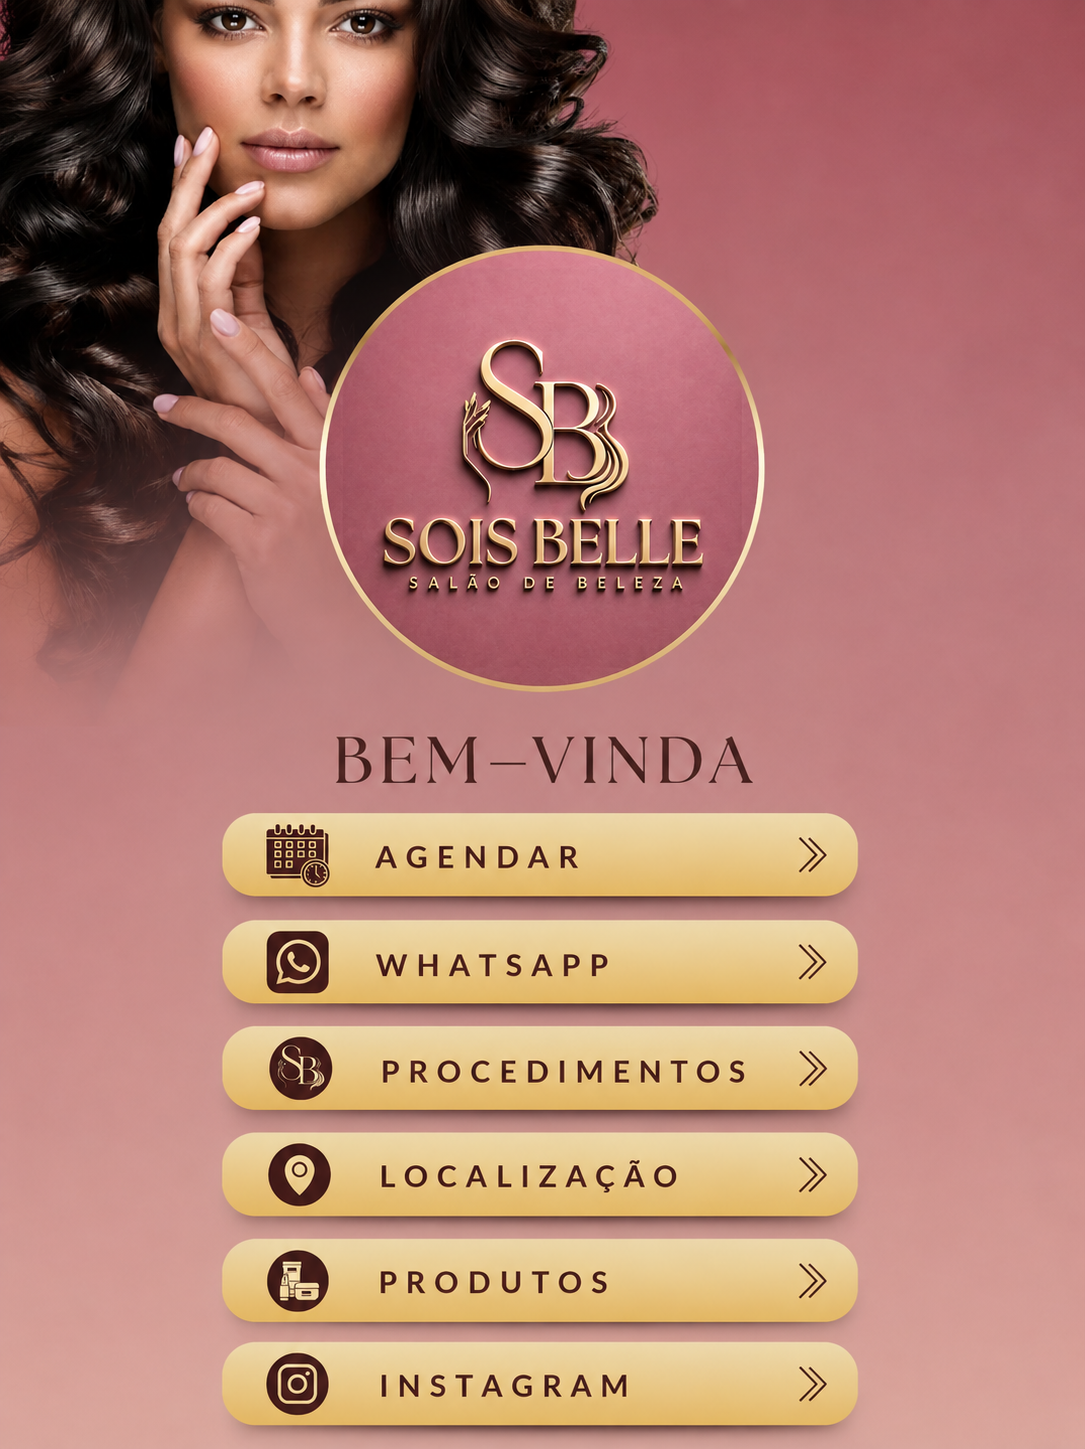 SB
SOIS BELLE
SALÃO DE BELEZA
BEM-VINDA
AGENDAR
WHATSAPP
SB
PROCEDIMENTOS
LOCALIZAÇÃO
PRODUTOS
INSTAGRAM